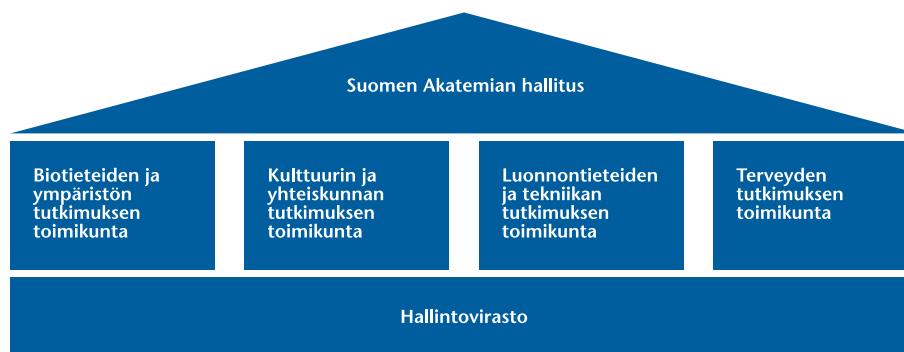 Suomen Akatemian hallitus
Biotieteiden ja
ympäristön
tutkimuksen
toimikunta
Kulttuurin ja
yhteiskunnan
tutkimuksen
toimikunta
Luonnontieteiden
ja tekniikan
tutkimuksen
toimikunta
Terveyden
tutkimuksen
toimikunta
Hallintovirasto